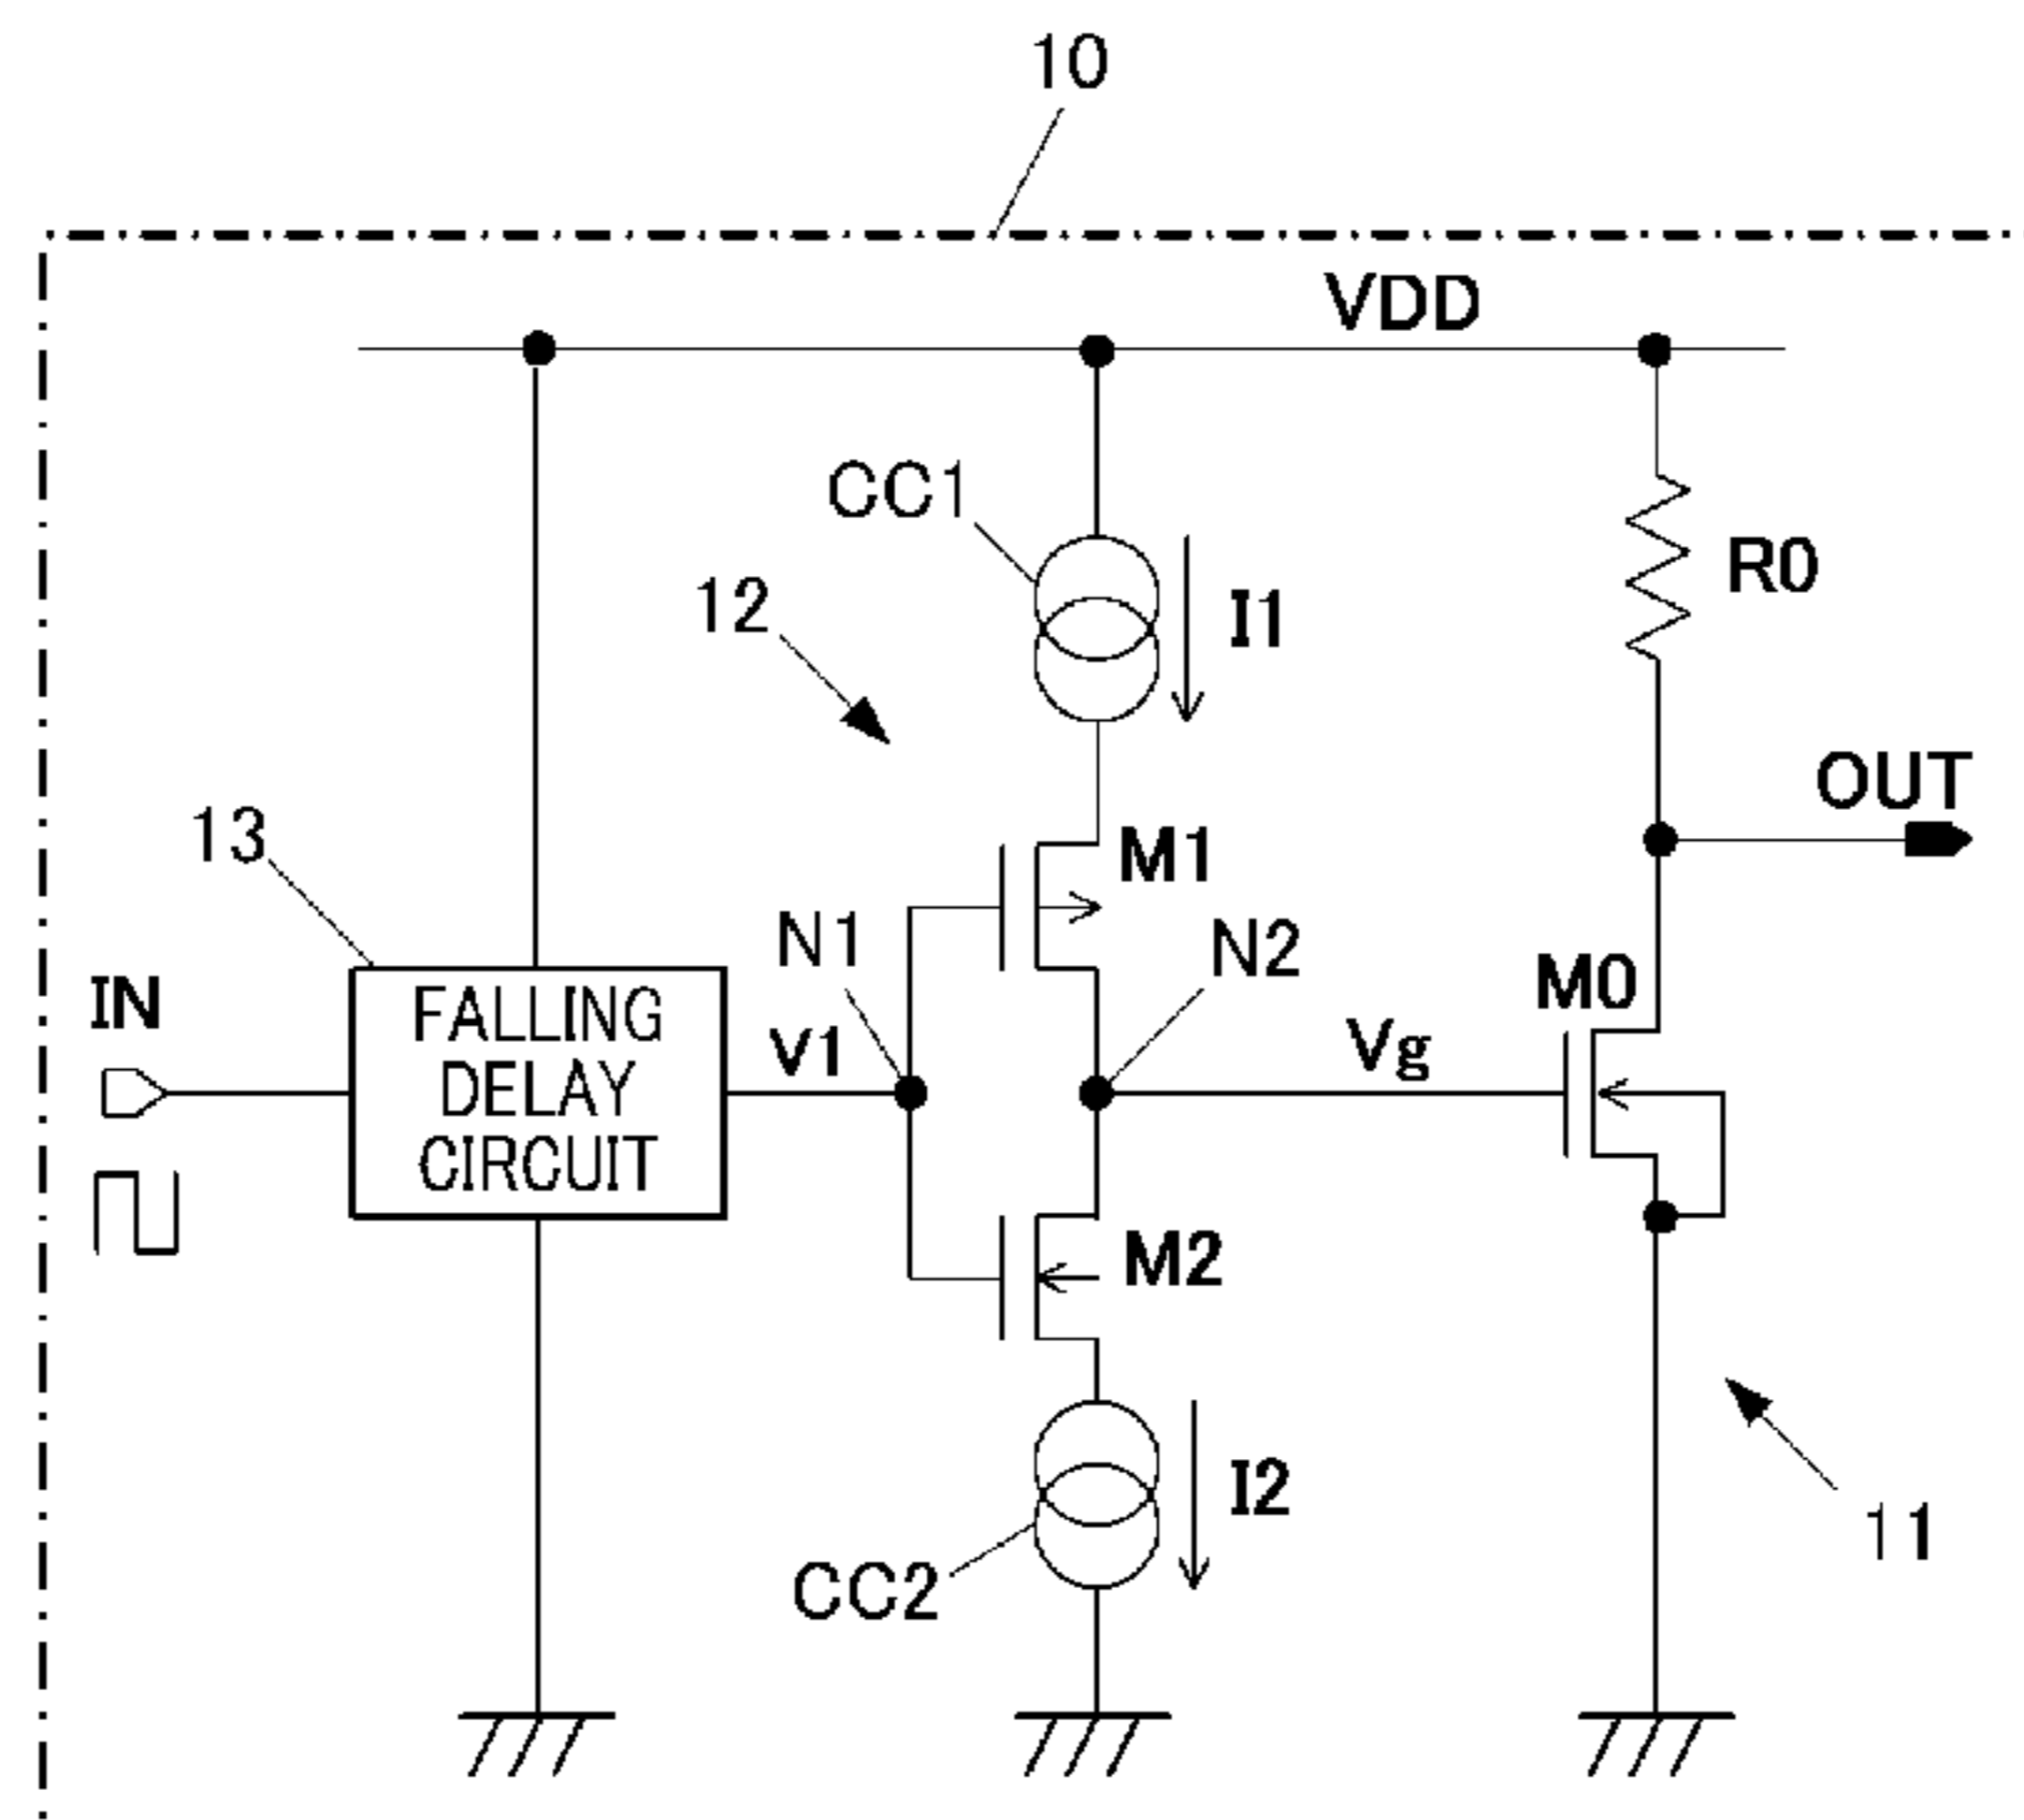 10
VDD
CC1
I1
R0
12
OUT
13
M1
N1
N2
IN
FALLING
DELAY
CIRCUIT
V1
Vg
M0
M2
I2
CC2
11